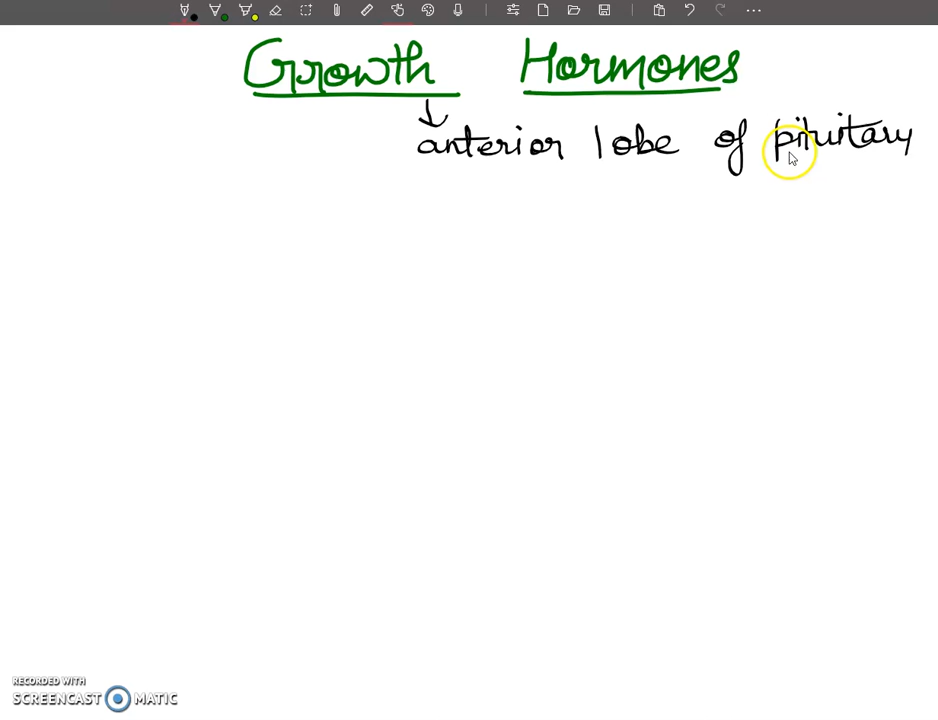 Growth Hormones
anterior lobe of pituitary
RECORDED WITH
SCREENCAST MATIC